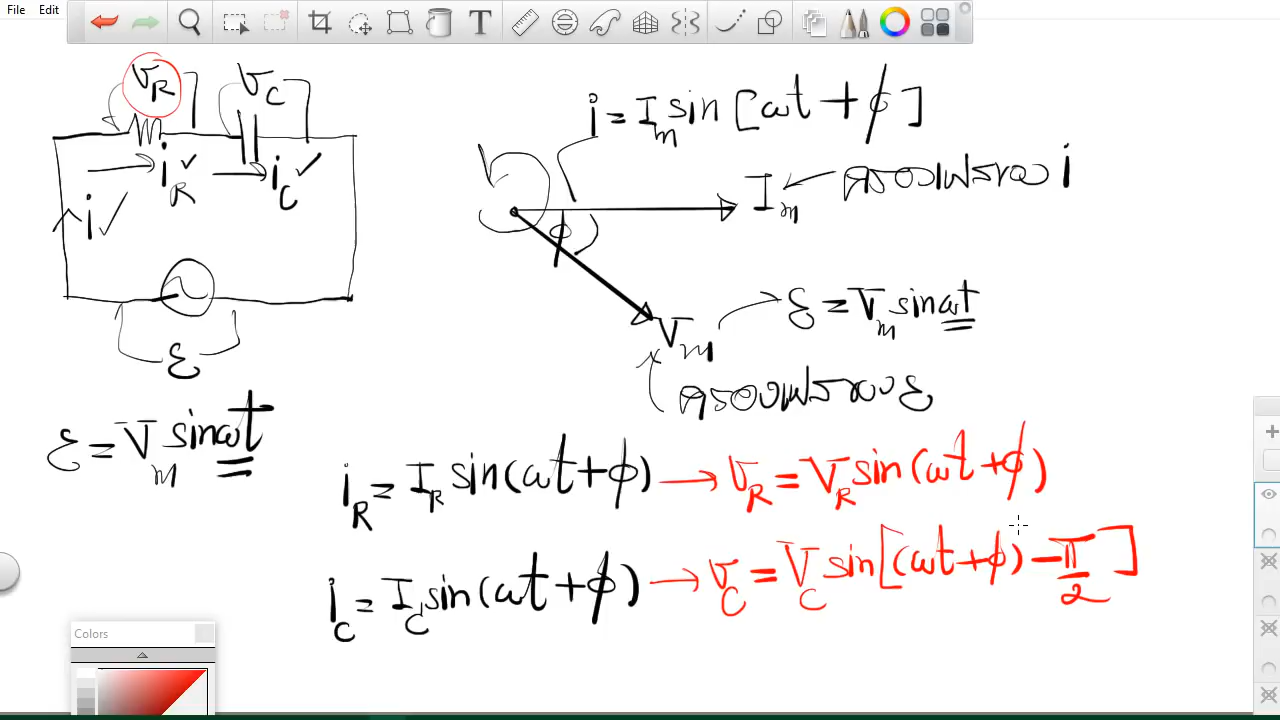 File Edit
v_R v_C
i = I_m sin [ωt + φ]
i_R ✓ i_C ✓
i ✓
I_m
i
φ
ε = V_m sin ωt
V_m
ε
ε
ε = V_m sin ωt
i_R = I_R sin(ωt + φ) → v_R = V_R sin(ωt + φ)
i_C = I_C sin(ωt + φ) → v_C = V_C sin[(ωt + φ) − π/2]
Colors